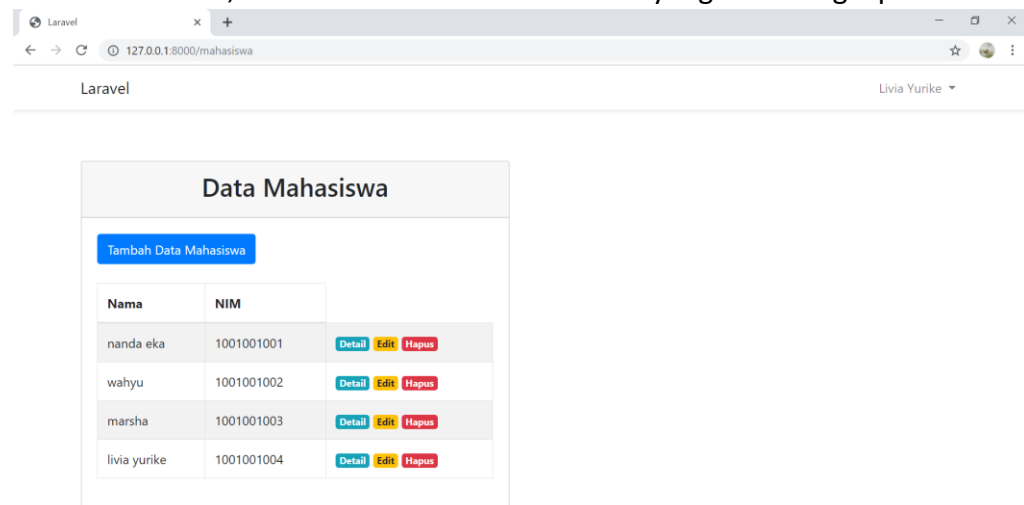 Laravel
127.0.0.1:8000/mahasiswa
Laravel Livia Yurike
Data Mahasiswa
Tambah Data Mahasiswa
Nama NIM
nanda eka 1001001001 Detail Edit Hapus
wahyu 1001001002 Detail Edit Hapus
marsha 1001001003 Detail Edit Hapus
livia yurike 1001001004 Detail Edit Hapus